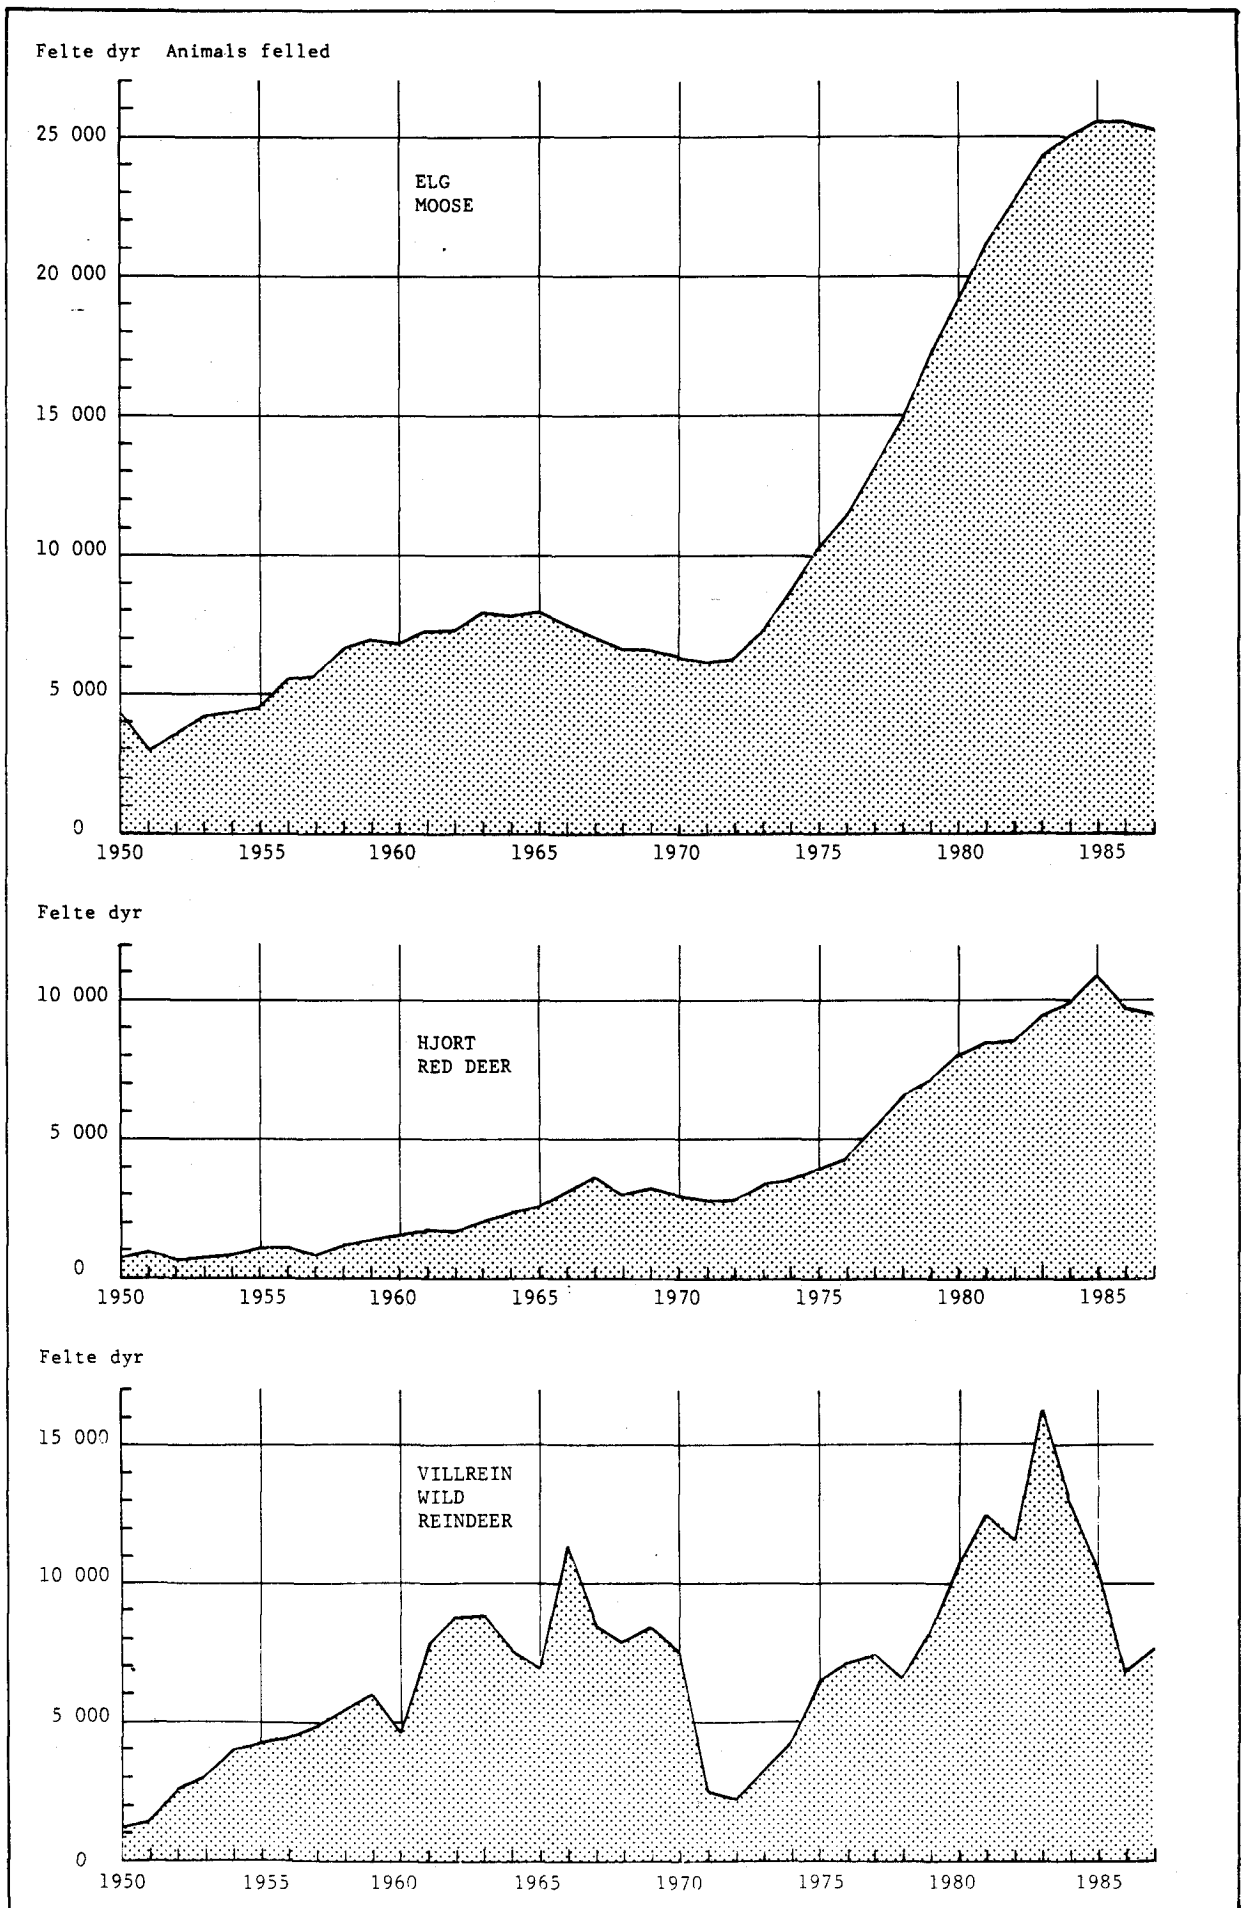 Felte dyr Animals felled
25 000
ELG
MOOSE
20 000
15 000
10 000
5 000
0
1950 1955 1960 1965 1970 1975 1980 1985
Felte dyr
10 000
HJORT
RED DEER
5 000
0
1950 1955 1960 1965 1970 1975 1980 1985
Felte dyr
15 000
VILLREIN
WILD
REINDEER
10 000
5 000
0
1950 1955 1960 1965 1970 1975 1980 1985